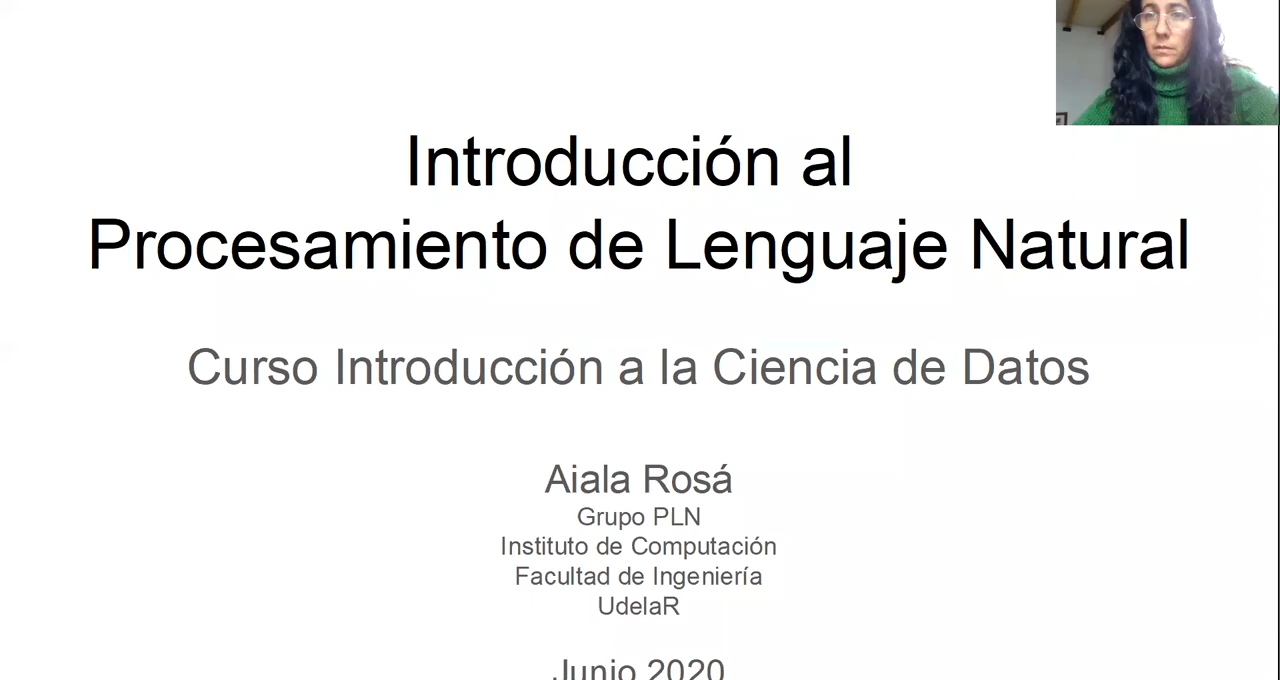 Introducción al
Procesamiento de Lenguaje Natural
Curso Introducción a la Ciencia de Datos
Aiala Rosá
Grupo PLN
Instituto de Computación
Facultad de Ingeniería
UdelaR
Junio 2020